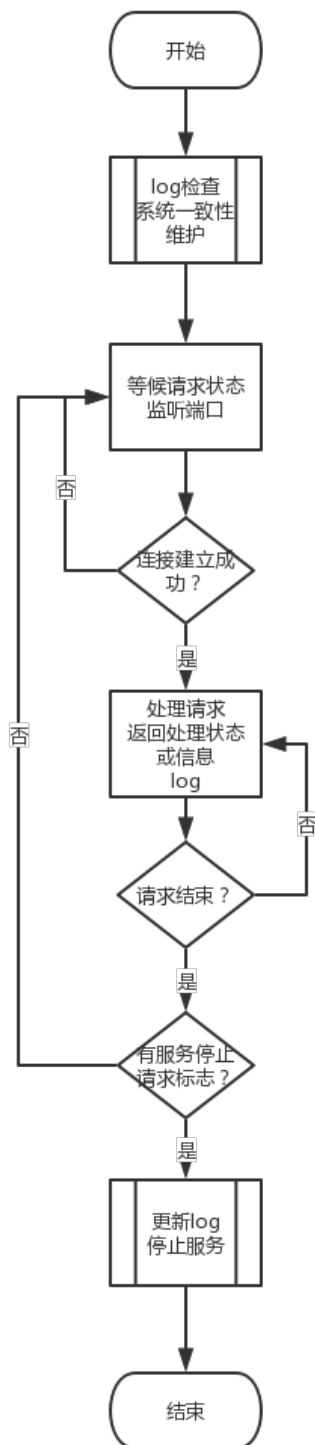 开始
log检查
系统一致性
维护
等候请求状态
监听端口
否
连接建立成
功？
是
否
处理请求
返回处理状态
或信息
log
否
请求结束？
是
有服务停止
请求标志？
是
更新log
停止服务
结束